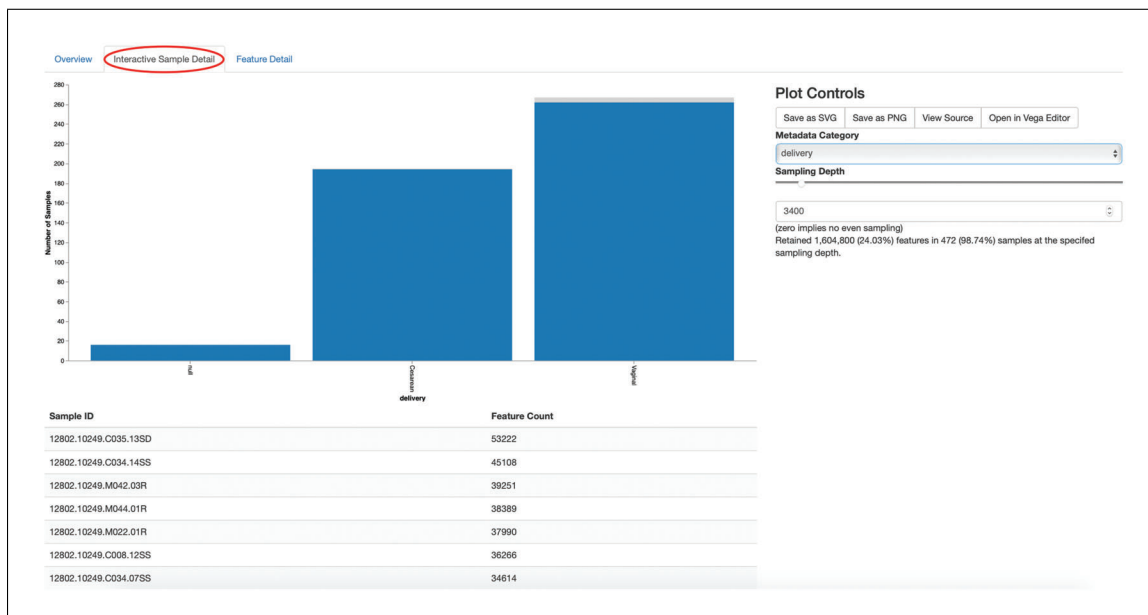 Overview Interactive Sample Detail Feature Detail
280
260
240
220
200
180
160
140
120
100
80
60
40
20
0
Number of Samples
null Cesarean Vaginal
delivery
Plot Controls
Save as SVG Save as PNG View Source Open in Vega Editor
Metadata Category
delivery
Sampling Depth
3400
(zero implies no even sampling)
Retained 1,604,800 (24.03%) features in 472 (98.74%) samples at the specifed
sampling depth.
Sample ID Feature Count
12802.10249.C035.13SD 53222
12802.10249.C034.14SS 45108
12802.10249.M042.03R 39251
12802.10249.M044.01R 38389
12802.10249.M022.01R 37990
12802.10249.C008.12SS 36266
12802.10249.C034.07SS 34614